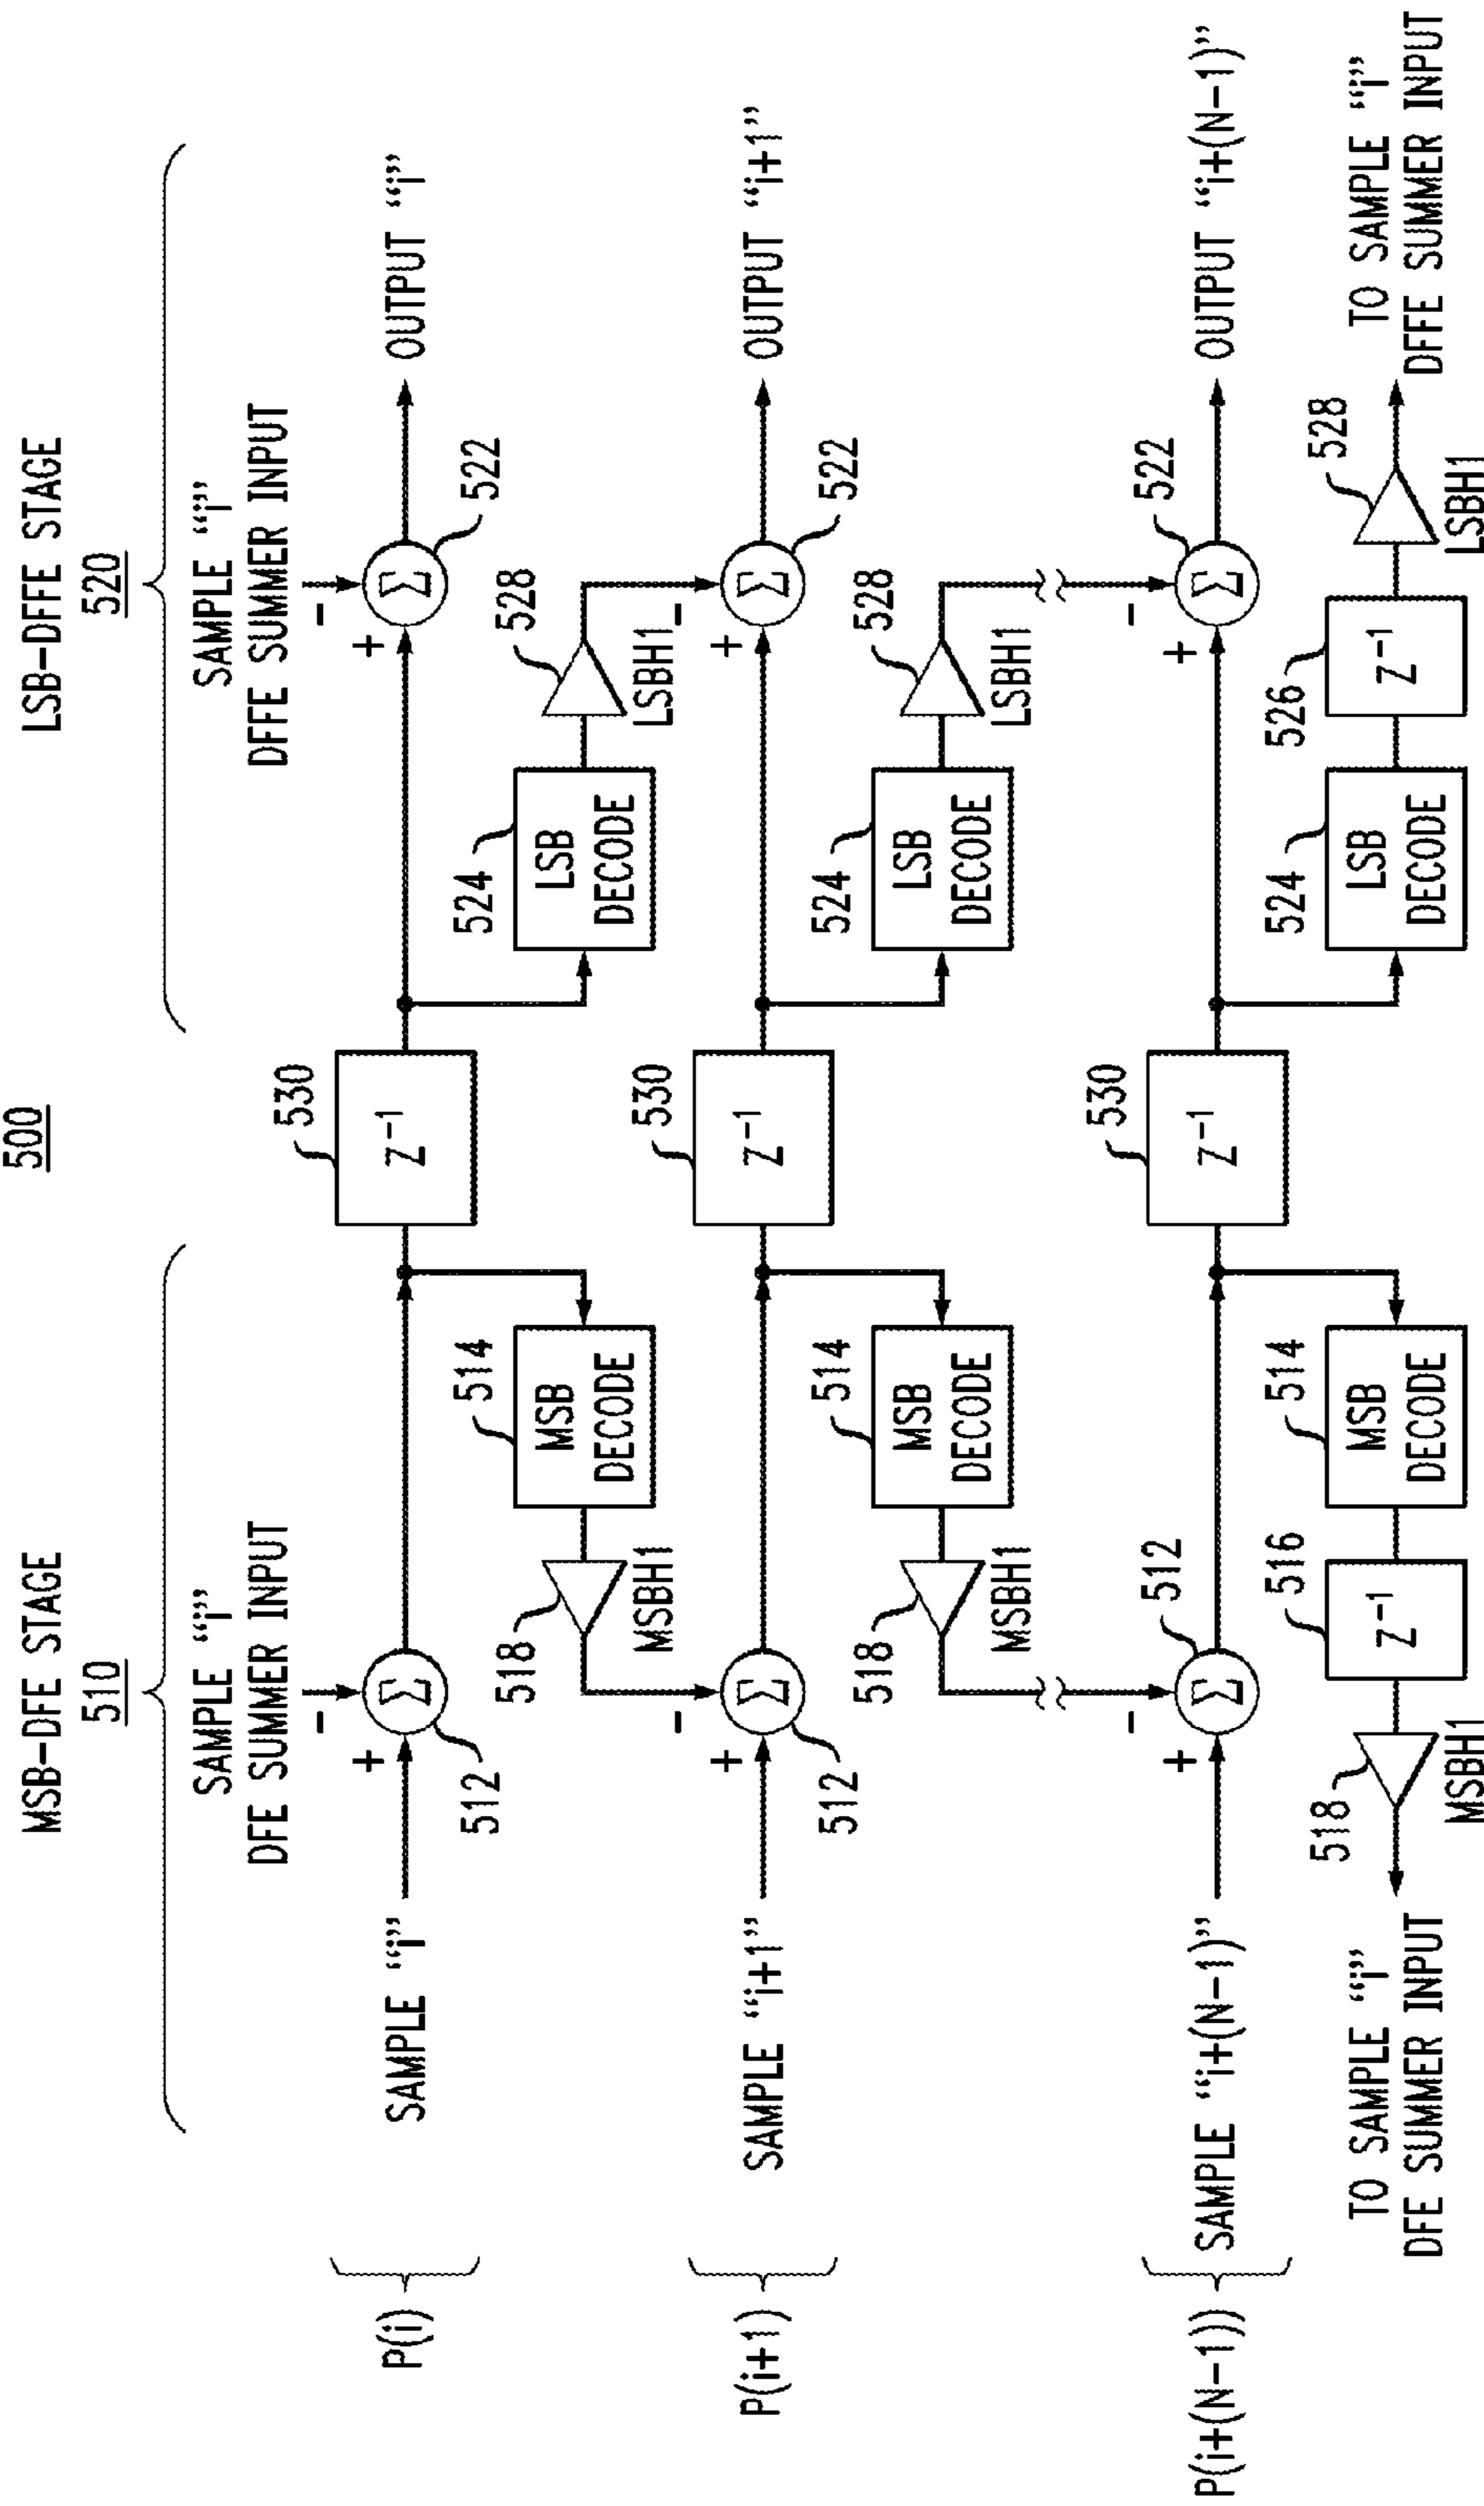 500
MSB-DFE STAGE
510
LSB-DFFE STAGE
520
SAMPLE “i”
DFE SUMMER INPUT
SAMPLE “i”
DFFE SUMMER INPUT
P(i)
SAMPLE “i”
+
-
Σ
512
530
Z⁻¹
+
-
Σ
522
OUTPUT “i”
518
MSBH1
514
MSB
DECODE
524
LSB
DECODE
528
LSBH1
P(i+1)
SAMPLE “i+1”
+
-
Σ
512
530
Z⁻¹
+
-
Σ
522
OUTPUT “i+1”
518
MSBH1
514
MSB
DECODE
524
LSB
DECODE
528
LSBH1
P(i+(N-1))
SAMPLE “i+(N-1)”
+
-
Σ
512
530
Z⁻¹
+
-
Σ
522
OUTPUT “i+(N-1)”
TO SAMPLE “i”
DFE SUMMER INPUT
518
MSBH1
516
Z⁻¹
514
MSB
DECODE
524
LSB
DECODE
526
Z⁻¹
528
LSBH1
TO SAMPLE “i”
DFFE SUMMER INPUT